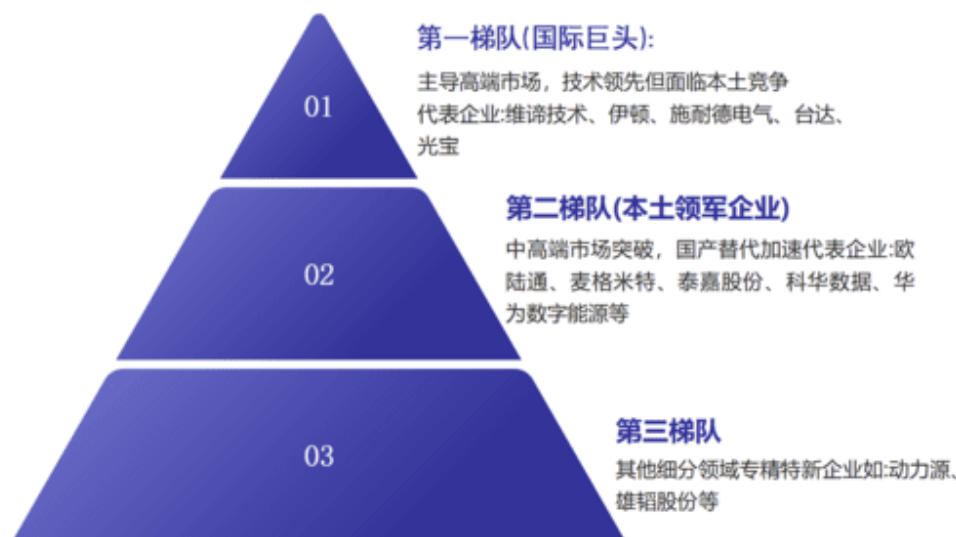 01
第一梯队(国际巨头):
主导高端市场，技术领先但面临本土竞争
代表企业:维谛技术、伊顿、施耐德电气、台达、
光宝
02
第二梯队(本土领军企业)
中高端市场突破，国产替代加速代表企业:欧
陆通、麦格米特、泰嘉股份、科华数据、华
为数字能源等
03
第三梯队
其他细分领域专精特新企业如:动力源、
雄韬股份等